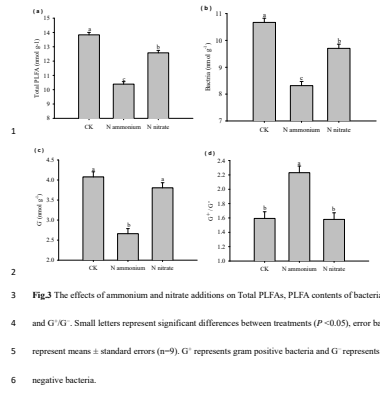 (a)
15
14
13
12
11
10
9
8
Total PLFA (nmol g-1)
a
c
b
CK N ammonium N nitrate
(b)
11
10
9
8
7
Bactria (nmol g-1)
a
c
b
CK N ammonium N nitrate
1
(c)
4.5
4.0
3.5
3.0
2.5
2.0
G- (nmol g-1)
a
b
a
CK N ammonium N nitrate
(d)
2.4
2.2
2.0
1.8
1.6
1.4
1.2
1.0
G+ /G-
b
a
b
CK N ammonium N nitrate
2
3 Fig.3 The effects of ammonium and nitrate additions on Total PLFAs, PLFA contents of bacteria
4 and G+/G-. Small letters represent significant differences between treatments (P <0.05), error ba
5 represent means ± standard errors (n=9). G+ represents gram positive bacteria and G- represents
6 negative bacteria.